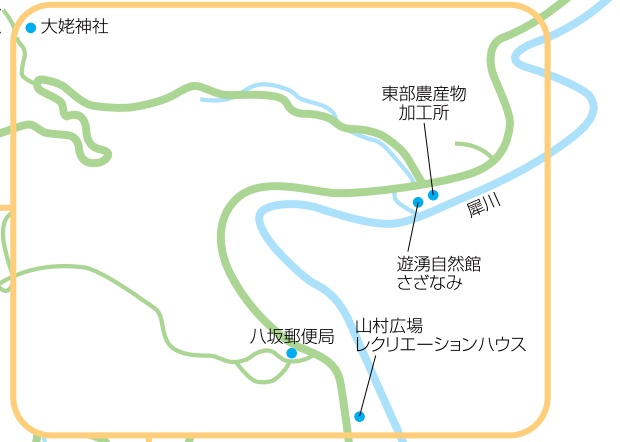 大姥神社
東部農産物
加工所
犀川
遊湧自然館
さざなみ
八坂郵便局
山村広場
レクリエーションハウス